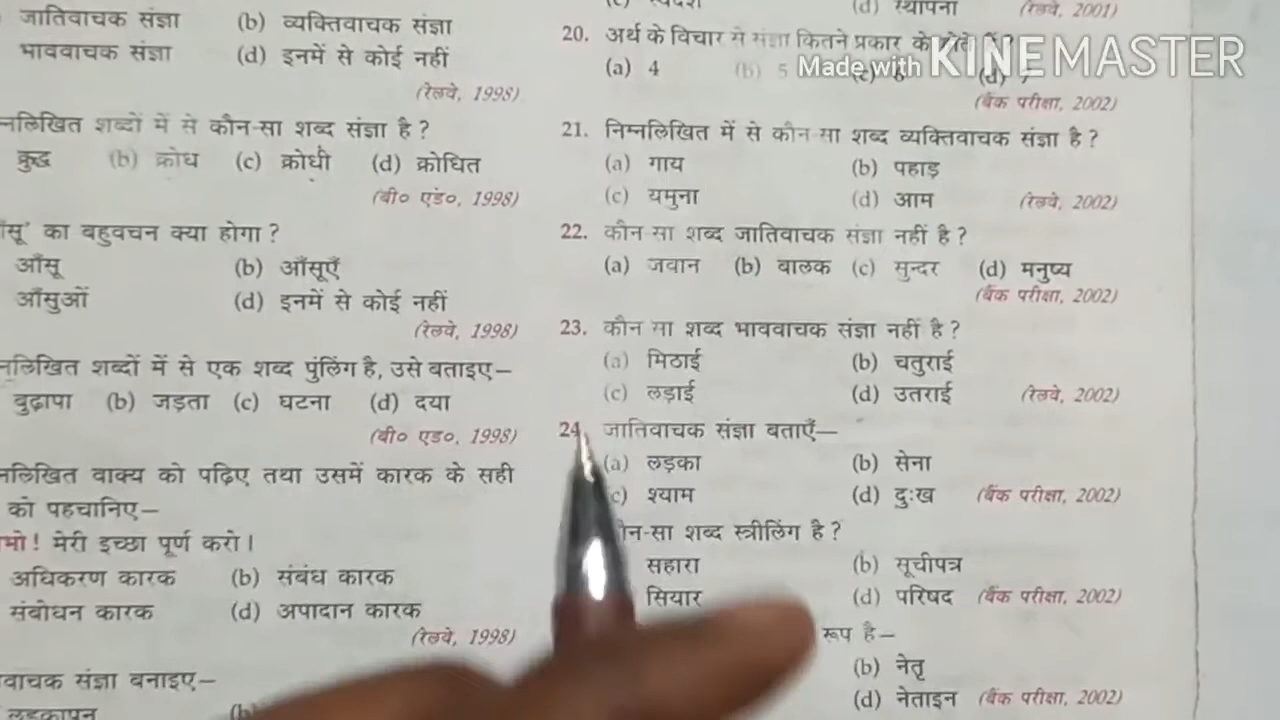 जातिवाचक संज्ञा (b) व्यक्तिवाचक संज्ञा
भाववाचक संज्ञा (d) इनमें से कोई नहीं
(रेलवे, 1998)
शब्दों में से कौन-सा शब्द संज्ञा है ?
क्रुद्ध (b) क्रोध (c) क्रोधी (d) क्रोधित
(बी० एड०, 1998)
का बहुवचन क्या होगा ?
आँसू (b) आँसूएँ
आँसुओं (d) इनमें से कोई नहीं
(रेलवे, 1998)
शब्दों में से एक शब्द पुंलिंग है, उसे बताइए—
बुढ़ापा (b) जड़ता (c) घटना (d) दया
(बी० एड०, 1998)
वाक्य को पढ़िए तथा उसमें कारक के सही
को पहचानिए—
मेरी इच्छा पूर्ण करो।
अधिकरण कारक (b) संबंध कारक
संबोधन कारक (d) अपादान कारक
(रेलवे, 1998)
वाचक संज्ञा बनाइए—
लड़कापन (b)
(d) स्थापना (रेलवे, 2001)
20. अर्थ के विचार से संज्ञा कितने प्रकार के
(a) 4 (b) 5 (d) 7
Made with KINEMASTER
(बैंक परीक्षा, 2002)
21. निम्नलिखित में से कौन-सा शब्द व्यक्तिवाचक संज्ञा है ?
(a) गाय (b) पहाड़
(c) यमुना (d) आम (रेलवे, 2002)
22. कौन-सा शब्द जातिवाचक संज्ञा नहीं है ?
(a) जवान (b) बालक (c) सुन्दर (d) मनुष्य
(बैंक परीक्षा, 2002)
23. कौन सा शब्द भाववाचक संज्ञा नहीं है ?
(a) मिठाई (b) चतुराई
(c) लड़ाई (d) उतराई (रेलवे, 2002)
24. जातिवाचक संज्ञा बताएँ—
(a) लड़का (b) सेना
(c) श्याम (d) दुःख (बैंक परीक्षा, 2002)
शब्द स्त्रीलिंग है ?
सहारा (b) सूचीपत्र
सियार (d) परिषद (बैंक परीक्षा, 2002)
रूप है—
(b) नेतृ
(d) नेताइन (बैंक परीक्षा, 2002)